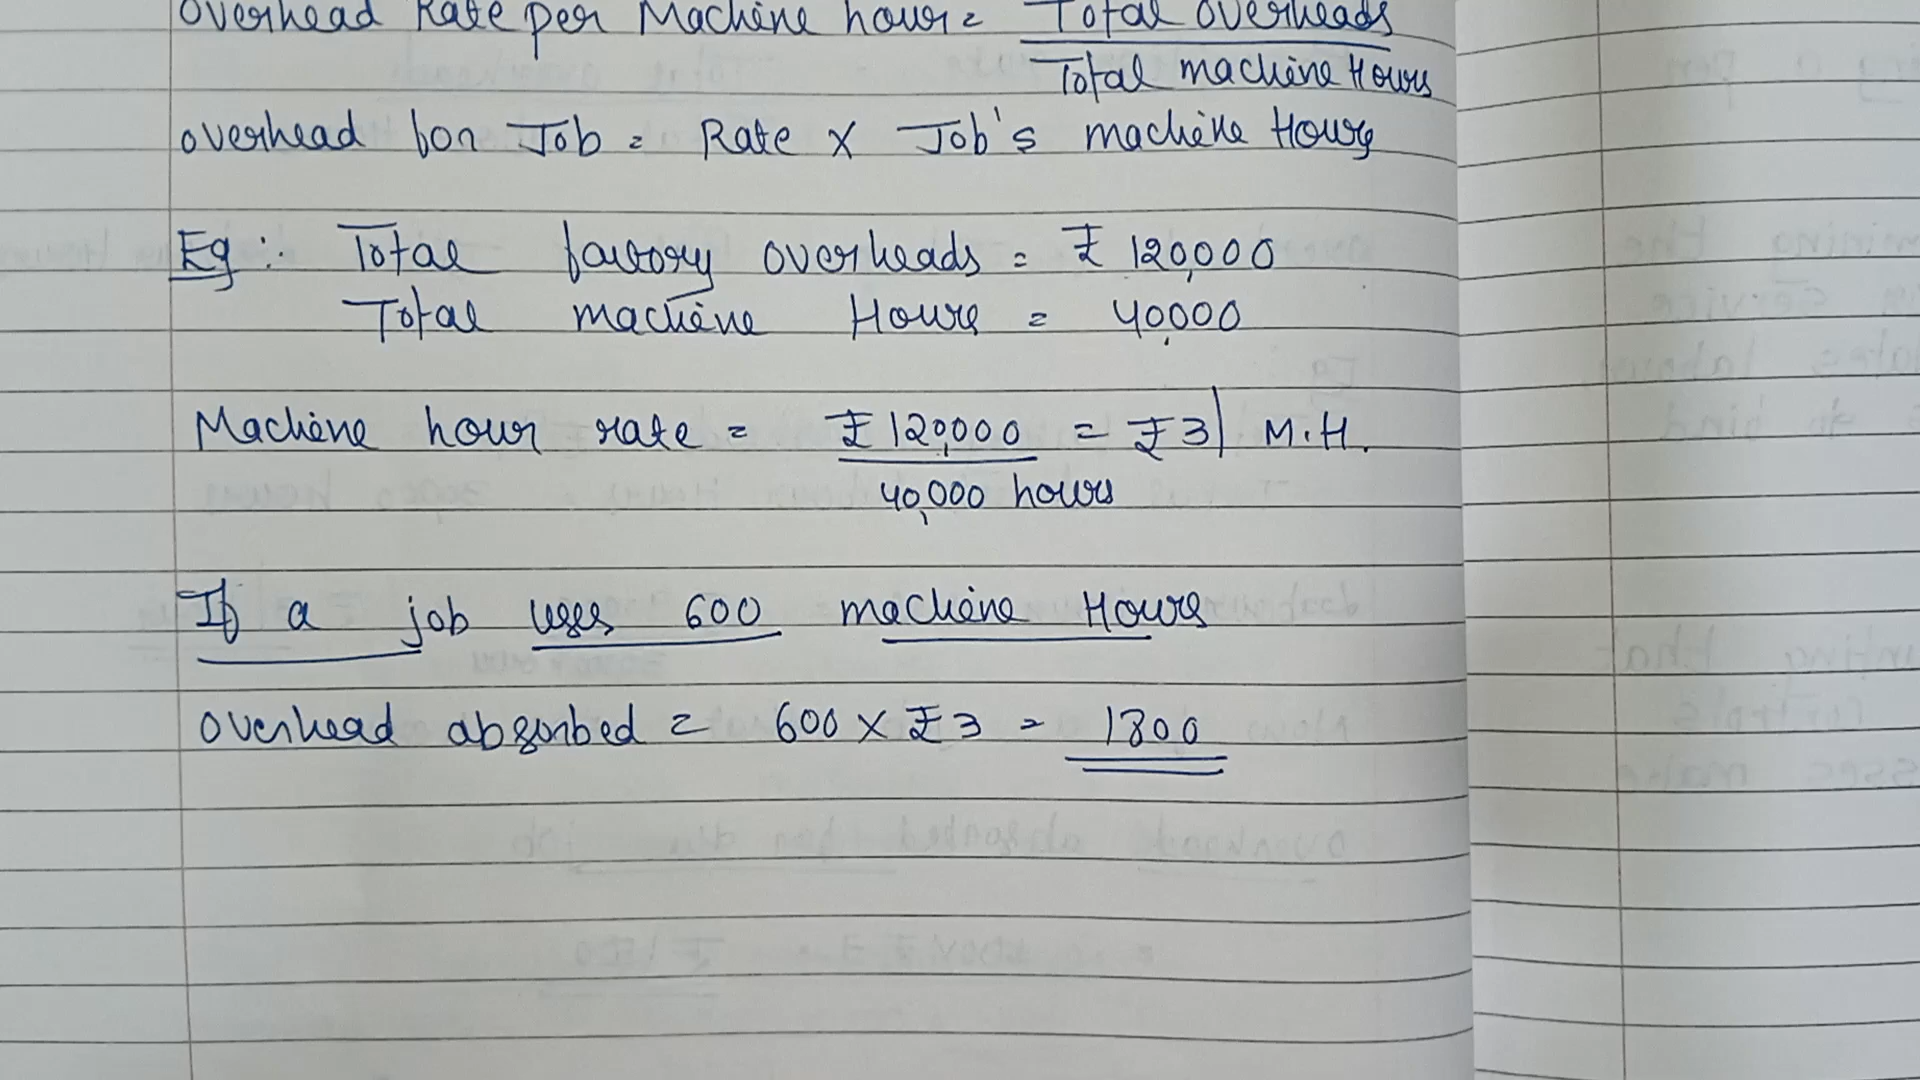 Overhead Rate per Machine hour = Total overheads
Total machine Hours
overhead for Job = Rate X Job's machine Hours
Eg: Total factory overheads = ₹ 120,000
Total machine Hours = 40,000
Machine hour rate = ₹ 120,000 = ₹3| M.H.
40,000 hours
If a job uses 600 machine Hours
overhead absorbed = 600 X ₹3 = 1800